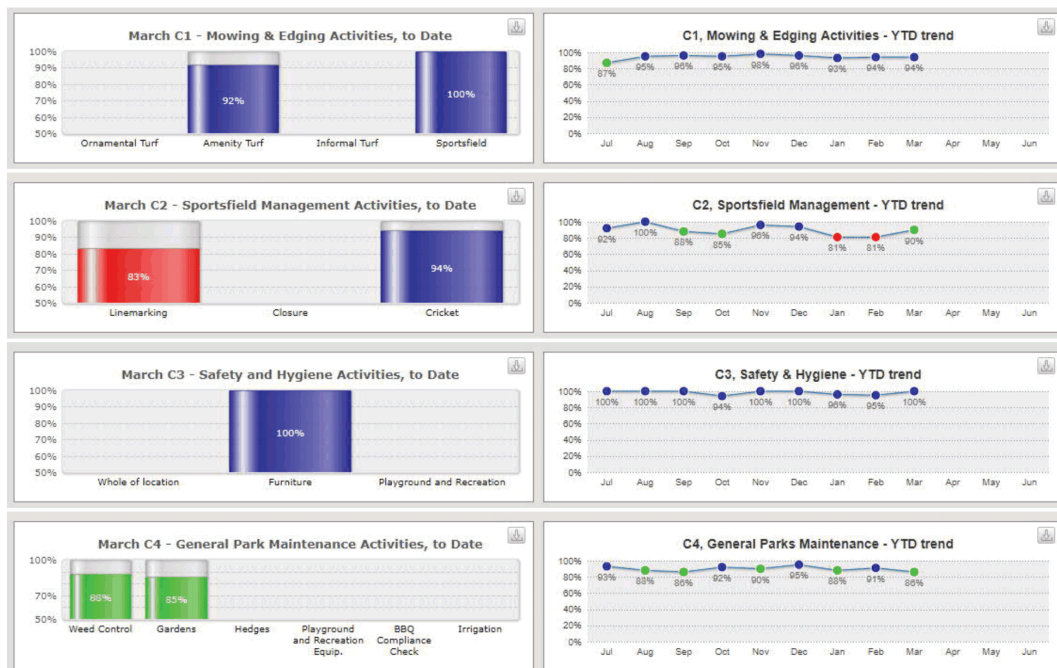 March C1 - Mowing & Edging Activities, to Date
100%
90%
80%
70%
60%
50%
92%
100%
Ornamental Turf
Amenity Turf
Informal Turf
Sportsfield
C1, Mowing & Edging Activities - YTD trend
100%
80%
60%
40%
20%
0%
87%
95%
96%
95%
98%
96%
93%
94%
94%
Jul Aug Sep Oct Nov Dec Jan Feb Mar Apr May Jun
March C2 - Sportsfield Management Activities, to Date
100%
90%
80%
70%
60%
50%
83%
94%
Linemarking
Closure
Cricket
C2, Sportsfield Management - YTD trend
100%
80%
60%
40%
20%
0%
92%
100%
88%
85%
96%
94%
81%
81%
90%
Jul Aug Sep Oct Nov Dec Jan Feb Mar Apr May Jun
March C3 - Safety and Hygiene Activities, to Date
100%
90%
80%
70%
60%
50%
100%
Whole of location
Furniture
Playground and Recreation
C3, Safety & Hygiene - YTD trend
100%
80%
60%
40%
20%
0%
100%
100%
100%
94%
100%
100%
96%
95%
100%
Jul Aug Sep Oct Nov Dec Jan Feb Mar Apr May Jun
March C4 - General Park Maintenance Activities, to Date
100%
70%
50%
88%
85%
Weed Control
Gardens
Hedges
Playground
and Recreation
Equip.
BBQ
Compliance
Check
Irrigation
C4, General Parks Maintenance - YTD trend
100%
80%
60%
40%
20%
0%
93%
88%
86%
92%
90%
95%
88%
91%
86%
Jul Aug Sep Oct Nov Dec Jan Feb Mar Apr May Jun